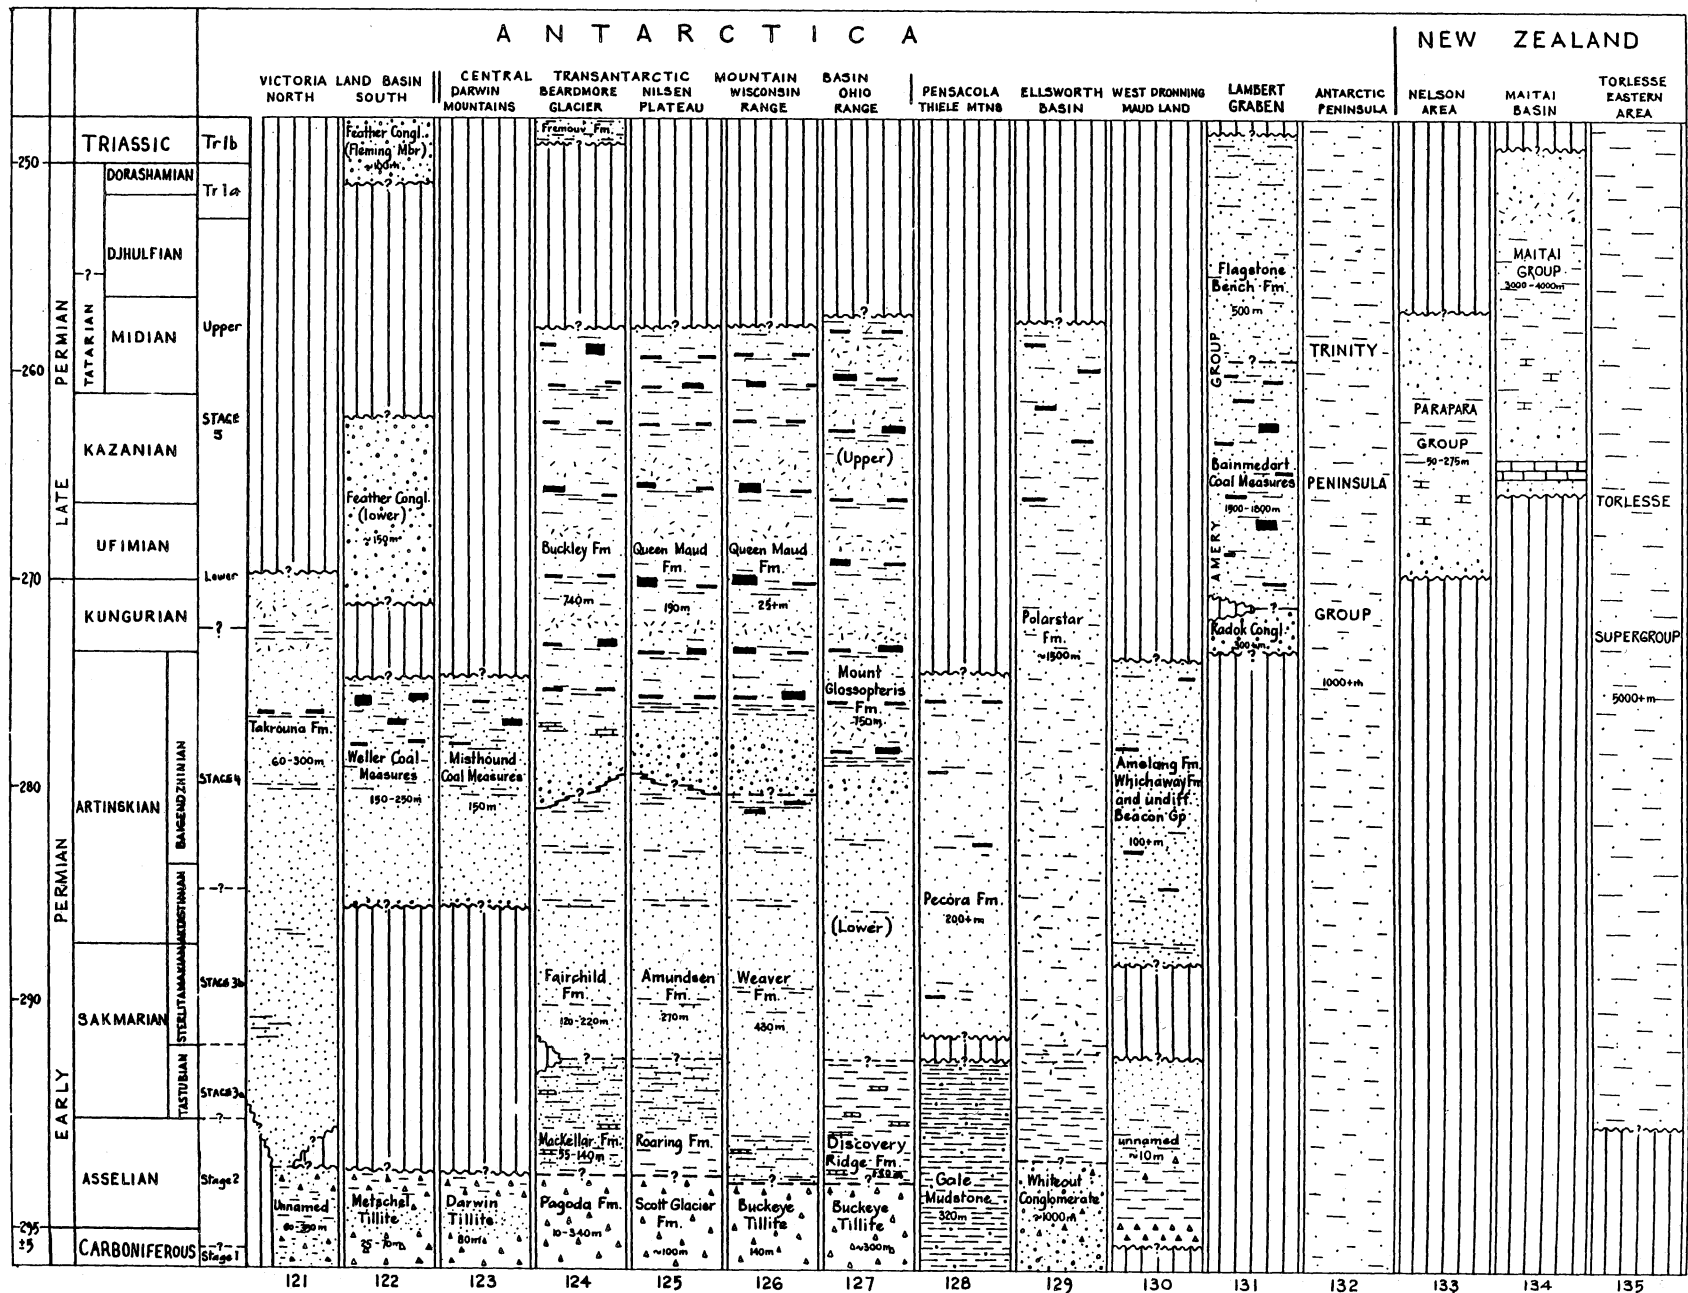 ANTARCTICA
NEW ZEALAND
VICTORIA LAND BASIN
NORTH SOUTH
CENTRAL TRANSANTARCTIC MOUNTAIN BASIN
DARWIN MOUNTAINS
BEARDMORE GLACIER
NILSEN PLATEAU
WISCONSIN RANGE
OHIO RANGE
PENSACOLA
THIELE MTNS
ELLSWORTH BASIN
WEST DRONNING
MAUD LAND
LAMBERT GRABEN
ANTARCTIC PENINSULA
NELSON AREA
MAITAI BASIN
TORLESSE
EASTERN
AREA
250
260
270
280
290
295
±5
LATE PERMIAN
EARLY PERMIAN
TRIASSIC
DORASHAMIAN
DJHULFIAN
?
TATARIAN
MIDIAN
KAZANIAN
UFIMIAN
KUNGURIAN
ARTINSKIAN
BAIGENDZHINIAN
AKTASTINIAN
SAKMARIAN
STERLITAMAKIAN
TASTUBIAN
ASSELIAN
CARBONIFEROUS
Tr1b
Tr1a
Upper
STAGE
5
Lower
?
STAGE 4
?
STAGE 3b
STAGE 3a
?
Stage 2
?
Stage 1
?
Takrouna Fm.
60-300m
?
Unnamed
121
Feather Congl.
(Fleming Mbr)
?
?
Feather Congl.
(lower)
~150m
?
?
Weller Coal
Measures
150-250m
?
?
Metschel
Tillite
25-70m
122
?
Misthound
Coal Measures
150m
?
?
Darwin
Tillite
80m
123
Fremouw Fm.
?
?
Buckley Fm
740m
?
Fairchild
Fm.
120-220m
?
Mackellar Fm.
55-140m
?
Pagoda Fm.
10-340m
124
?
Queen Maud
Fm.
190m
?
Amundsen
Fm.
270m
?
Roaring Fm.
?
Scott Glacier
Fm.
~100m
125
?
Queen Maud
Fm.
25+m
?
Weaver
Fm.
430m
?
Buckeye
Tillite
140m
126
?
(Upper)
Mount
Glossopteris
Fm.
750m
(Lower)
?
Discovery
Ridge Fm.
?
Buckeye
Tillite
~300m
127
?
Pecora Fm.
200+m
?
?
Gale
Mudstone
320m
128
?
Polarstar
Fm.
~1500m
?
Whiteout
Conglomerate
~1000m
129
?
Amelang Fm.
Whichaway Fm
and undiff.
Beacon Gp
100+m
?
?
unnamed
~10m
?
130
?
Flagstone
Bench Fm.
500m
?
AMERY GROUP
Bainmedart
Coal Measures
1500-1800m
?
Radok Congl.
?
131
TRINITY
PENINSULA
GROUP
1000+m
132
?
PARAPARA
GROUP
50-275m
?
133
?
MAITAI
GROUP
3000-4000m
?
134
TORLESSE
SUPERGROUP
5000+m
?
135